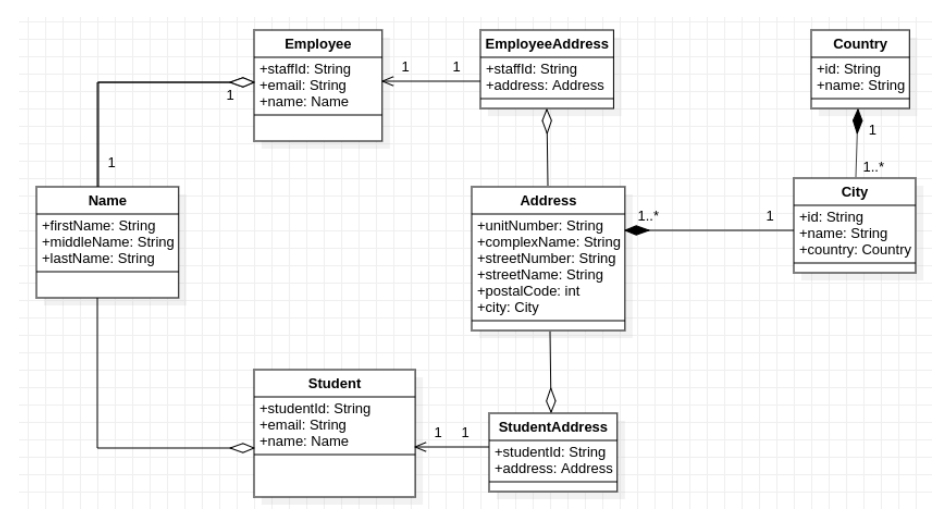 Employee
+staffId: String
+email: String
+name: Name
EmployeeAddress
+staffId: String
+address: Address
Country
+id: String
+name: String
1
1
1
1
1
1..*
Name
+firstName: String
+middleName: String
+lastName: String
Address
+unitNumber: String
+complexName: String
+streetNumber: String
+streetName: String
+postalCode: int
+city: City
1..*
1
City
+id: String
+name: String
+country: Country
Student
+studentId: String
+email: String
+name: Name
1
1
StudentAddress
+studentId: String
+address: Address